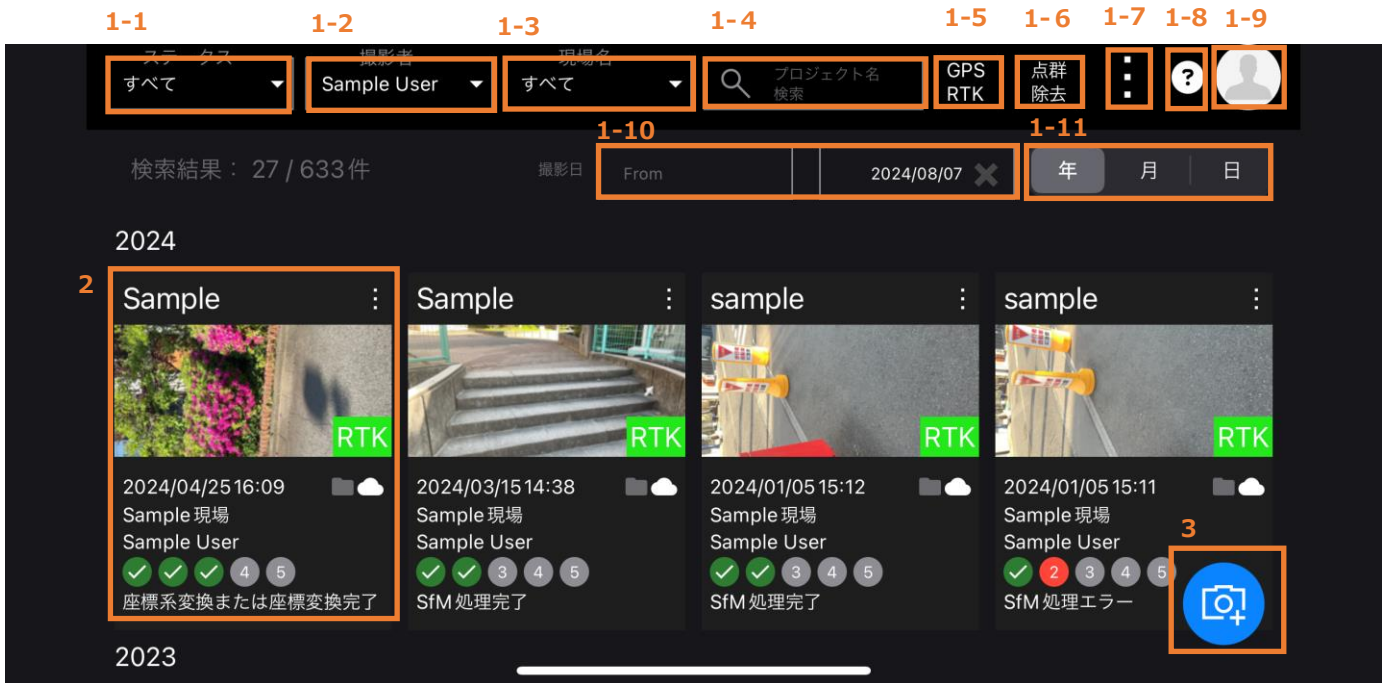 1-1 1-2 1-3 1-4 1-5 1-6 1-7 1-8 1-9
ステータス 撮影者 現場名
すべて Sample User すべて プロジェクト名 GPS 点群 ?
検索 RTK 除去
1-10 1-11
検索結果： 27 / 633件 撮影日 From 2024/08/07 年 月 日
2024
2
Sample Sample sample sample
RTK RTK RTK RTK
2024/04/25 16:09 2024/03/15 14:38 2024/01/05 15:12 2024/01/05 15:11
Sample 現場 Sample 現場 Sample 現場 Sample 現場
3
Sample User Sample User Sample User Sample User
4 5 3 4 5 3 4 5 2 3 4 5
座標系変換または座標変換完了 SfM 処理完了 SfM 処理完了 SfM 処理エラー
2023